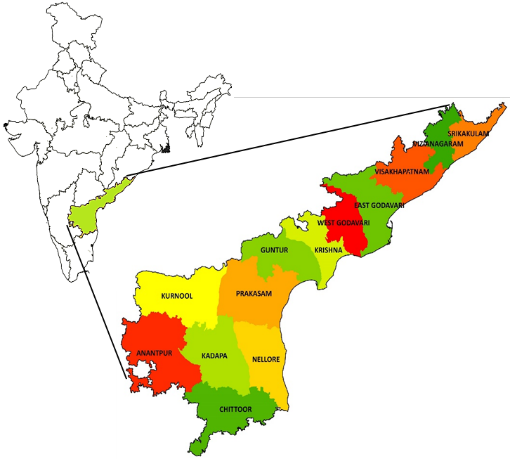 SRIKAKULAM
VIZIANAGARAM
VISAKHAPATNAM
EAST GODAVARI
WEST GODAVARI
KRISHNA
GUNTUR
PRAKASAM
KURNOOL
ANANTPUR
KADAPA
NELLORE
CHITTOOR